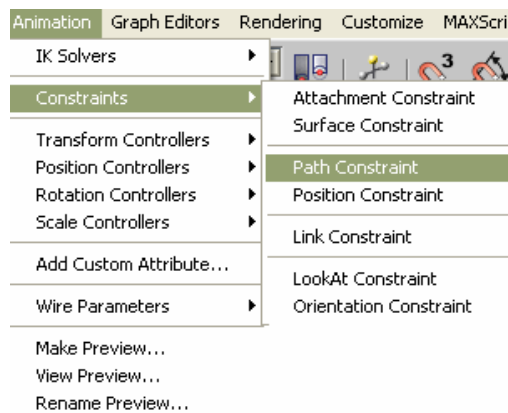 Animation Graph Editors Rendering Customize MAXScri
IK Solvers
3
Constraints
Attachment Constraint
Surface Constraint
Transform Controllers
Position Controllers
Rotation Controllers
Scale Controllers
Path Constraint
Position Constraint
Link Constraint
Add Custom Attribute...
LookAt Constraint
Wire Parameters
Orientation Constraint
Make Preview...
View Preview...
Rename Preview...